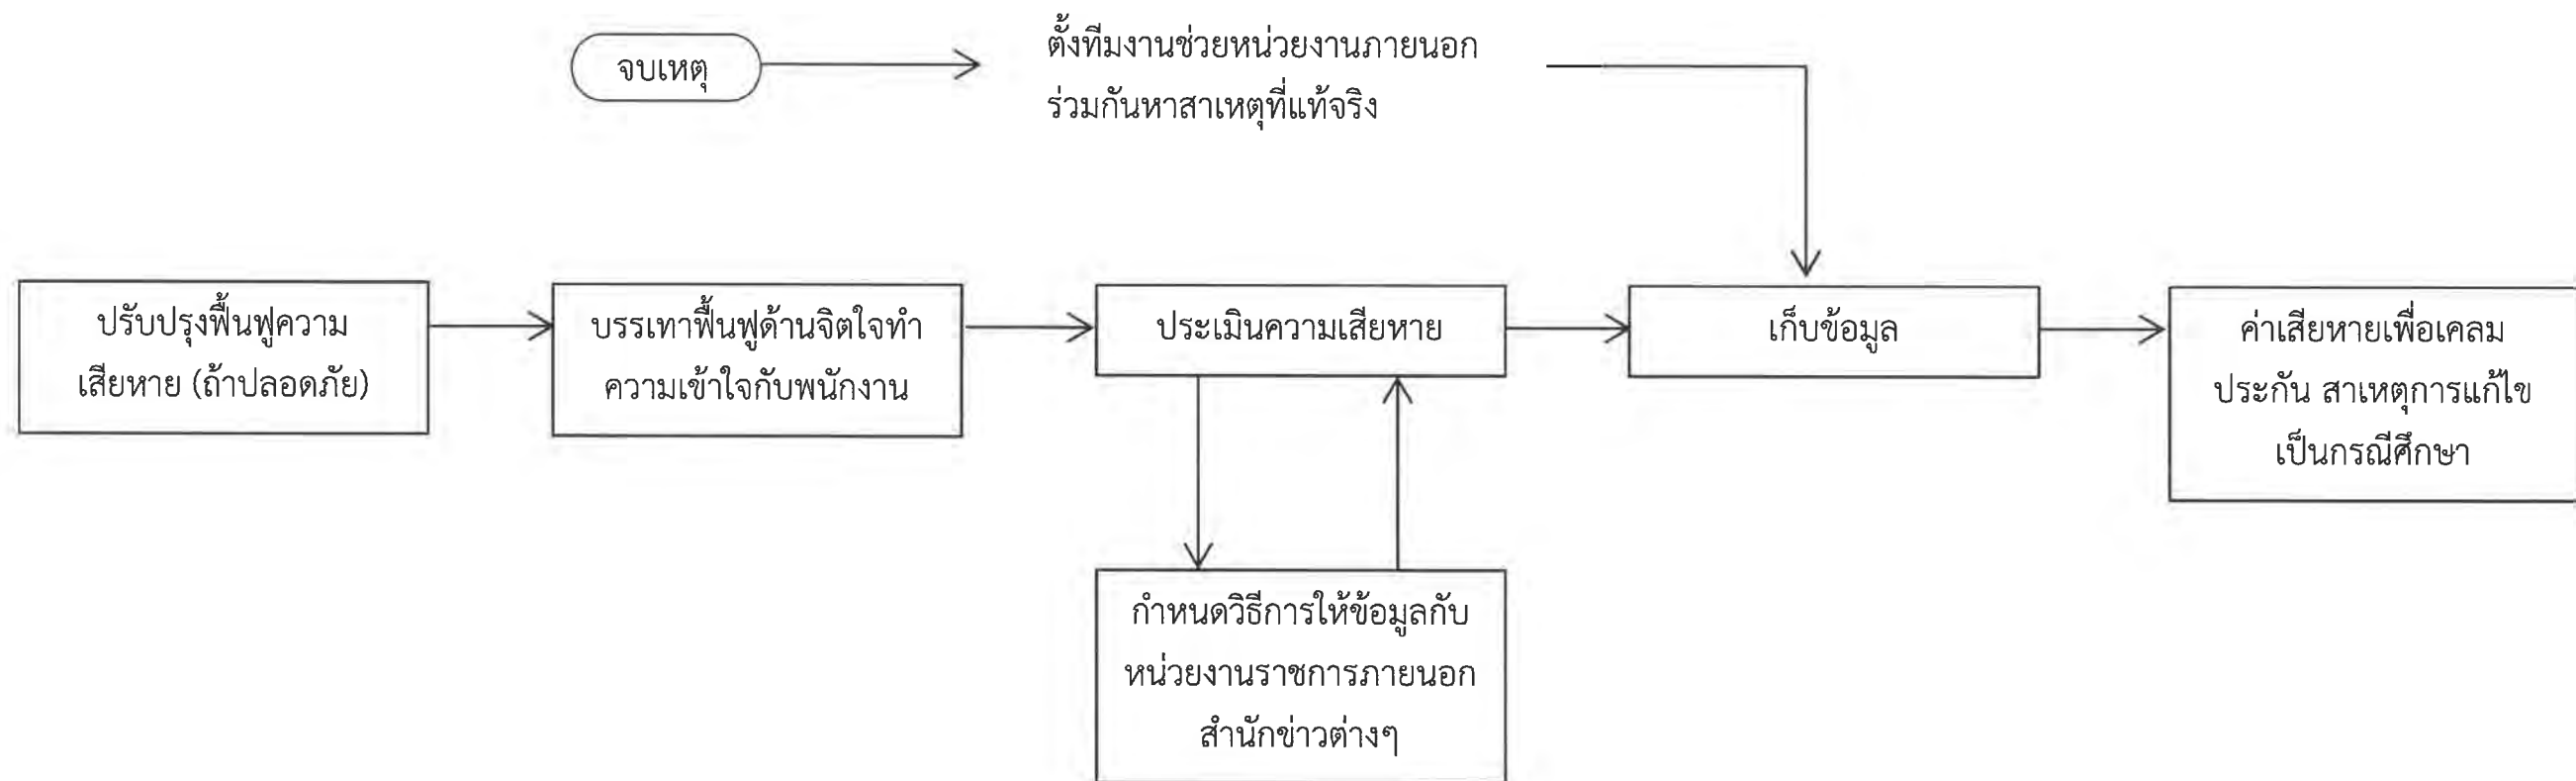 จบเหตุ
ตั้งทีมงานช่วยหน่วยงานภายนอก
ร่วมกันหาสาเหตุที่แท้จริง
ปรับปรุงฟื้นฟูความ
เสียหาย (ถ้าปลอดภัย)
บรรเทาฟื้นฟูด้านจิตใจทำ
ความเข้าใจกับพนักงาน
ประเมินความเสียหาย
เก็บข้อมูล
ค่าเสียหายเพื่อเคลม
ประกัน สาเหตุการแก้ไข
เป็นกรณีศึกษา
กำหนดวิธีการให้ข้อมูลกับ
หน่วยงานราชการภายนอก
สำนักข่าวต่างๆ